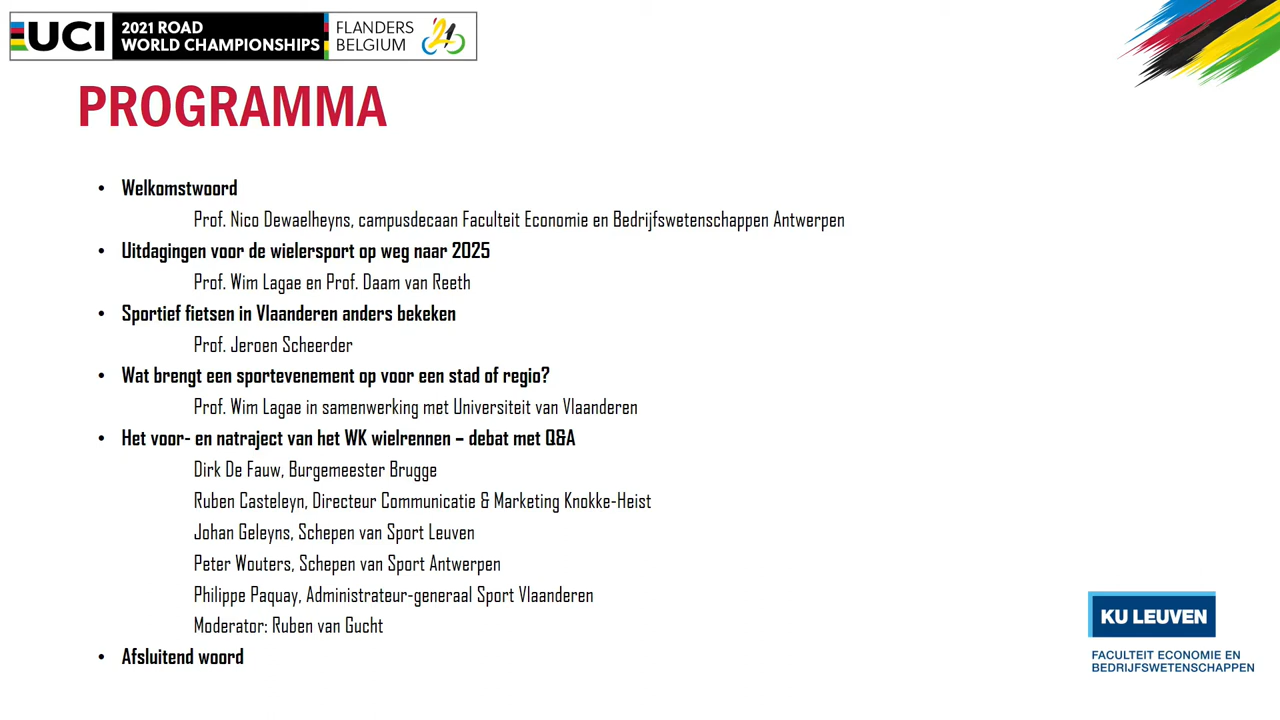 UCI 2021 ROAD WORLD CHAMPIONSHIPS FLANDERS BELGIUM 21
PROGRAMMA
• Welkomstwoord
Prof. Nico Dewaelheyns, campusdecaan Faculteit Economie en Bedrijfswetenschappen Antwerpen
• Uitdagingen voor de wielersport op weg naar 2025
Prof. Wim Lagae en Prof. Daam van Reeth
• Sportief fietsen in Vlaanderen anders bekeken
Prof. Jeroen Scheerder
• Wat brengt een sportevenement op voor een stad of regio?
Prof. Wim Lagae in samenwerking met Universiteit van Vlaanderen
• Het voor- en natraject van het WK wielrennen – debat met Q&A
Dirk De Fauw, Burgemeester Brugge
Ruben Casteleyn, Directeur Communicatie & Marketing Knokke-Heist
Johan Geleyns, Schepen van Sport Leuven
Peter Wouters, Schepen van Sport Antwerpen
Philippe Paquay, Administrateur-generaal Sport Vlaanderen
Moderator: Ruben van Gucht
• Afsluitend woord
KU LEUVEN
FACULTEIT ECONOMIE EN
BEDRIJFSWETENSCHAPPEN